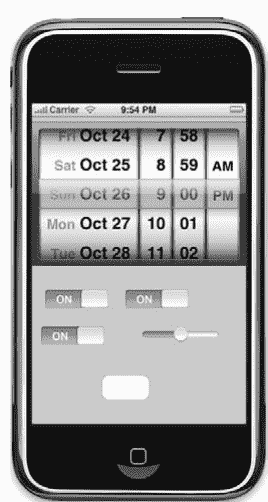 Carrier 9:54 PM
Fri Oct 24 7 58
Sat Oct 25 8 59 AM
Sun Oct 26 9 00 PM
Mon Oct 27 10 01
Tue Oct 28 11 02
ON ON
ON